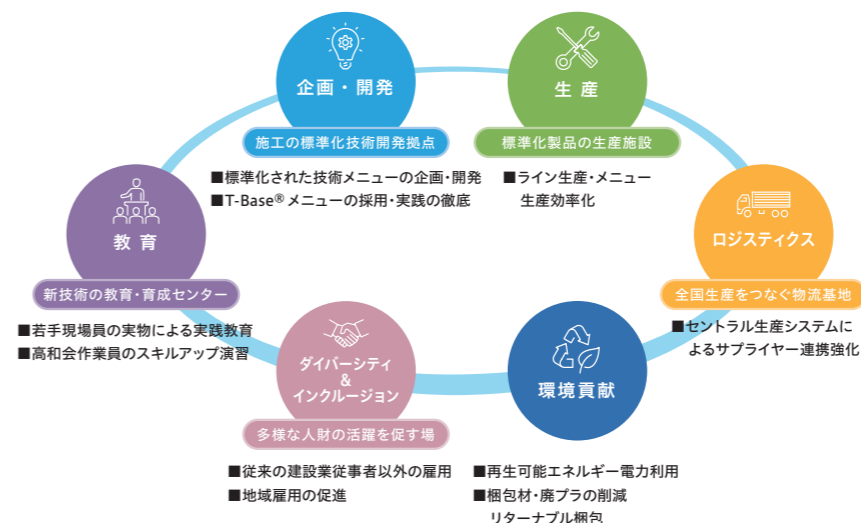 企画・開発
施工の標準化技術開発拠点
■標準化された技術メニューの企画・開発
■T-Base®メニューの採用・実践の徹底
生産
標準化製品の生産施設
■ライン生産・メニュー
生産効率化
教育
新技術の教育・育成センター
■若手現場員の実物による実践教育
■高和会作業員のスキルアップ演習
ロジスティクス
全国生産をつなぐ物流基地
■セントラル生産システムに
よるサプライヤー連携強化
ダイバーシティ
&
インクルージョン
多様な人財の活躍を促す場
■従来の建設業従事者以外の雇用
■地域雇用の促進
環境貢献
■再生可能エネルギー電力利用
■梱包材・廃プラの削減
リターナブル梱包